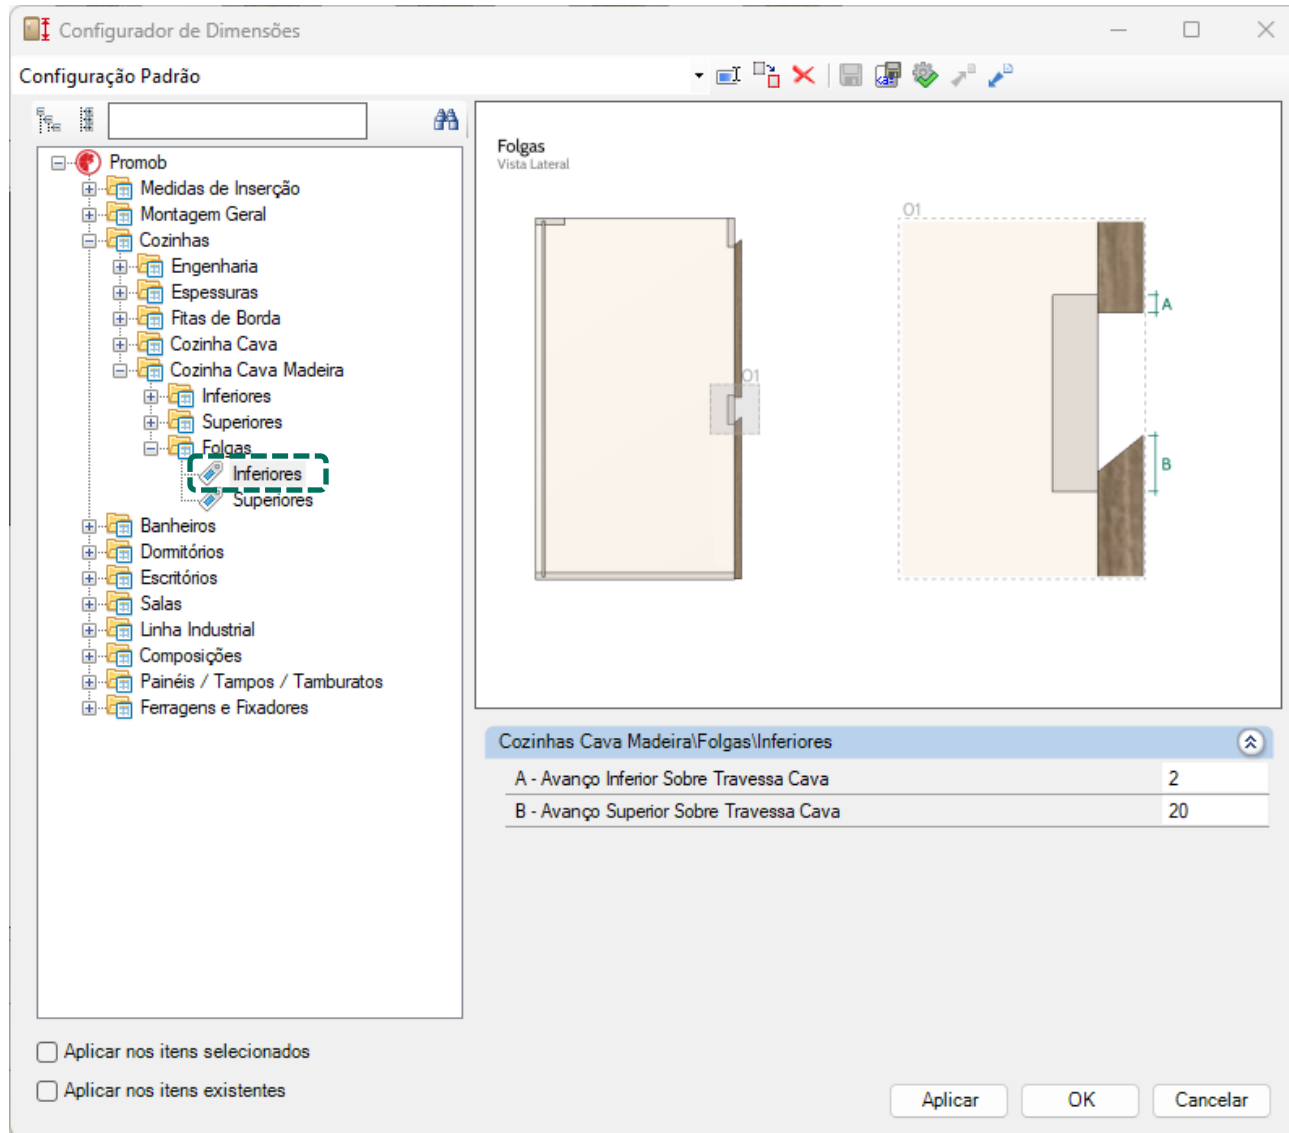 Configurador de Dimensões
Configuração Padrão
Promob
Medidas de Inserção
Montagem Geral
Cozinhas
Engenharia
Espessuras
Fitas de Borda
Cozinha Cava
Cozinha Cava Madeira
Inferiores
Superiores
Folgas
Inferiores
Superiores
Banheiros
Dormitórios
Escritórios
Salas
Linha Industrial
Composições
Painéis / Tampos / Tamburatos
Ferragens e Fixadores
Folgas
Vista Lateral
01
01
A
B
Cozinhas Cava Madeira\Folgas\Inferiores
A - Avanço Inferior Sobre Travessa Cava 2
B - Avanço Superior Sobre Travessa Cava 20
Aplicar nos itens selecionados
Aplicar nos itens existentes
Aplicar OK Cancelar